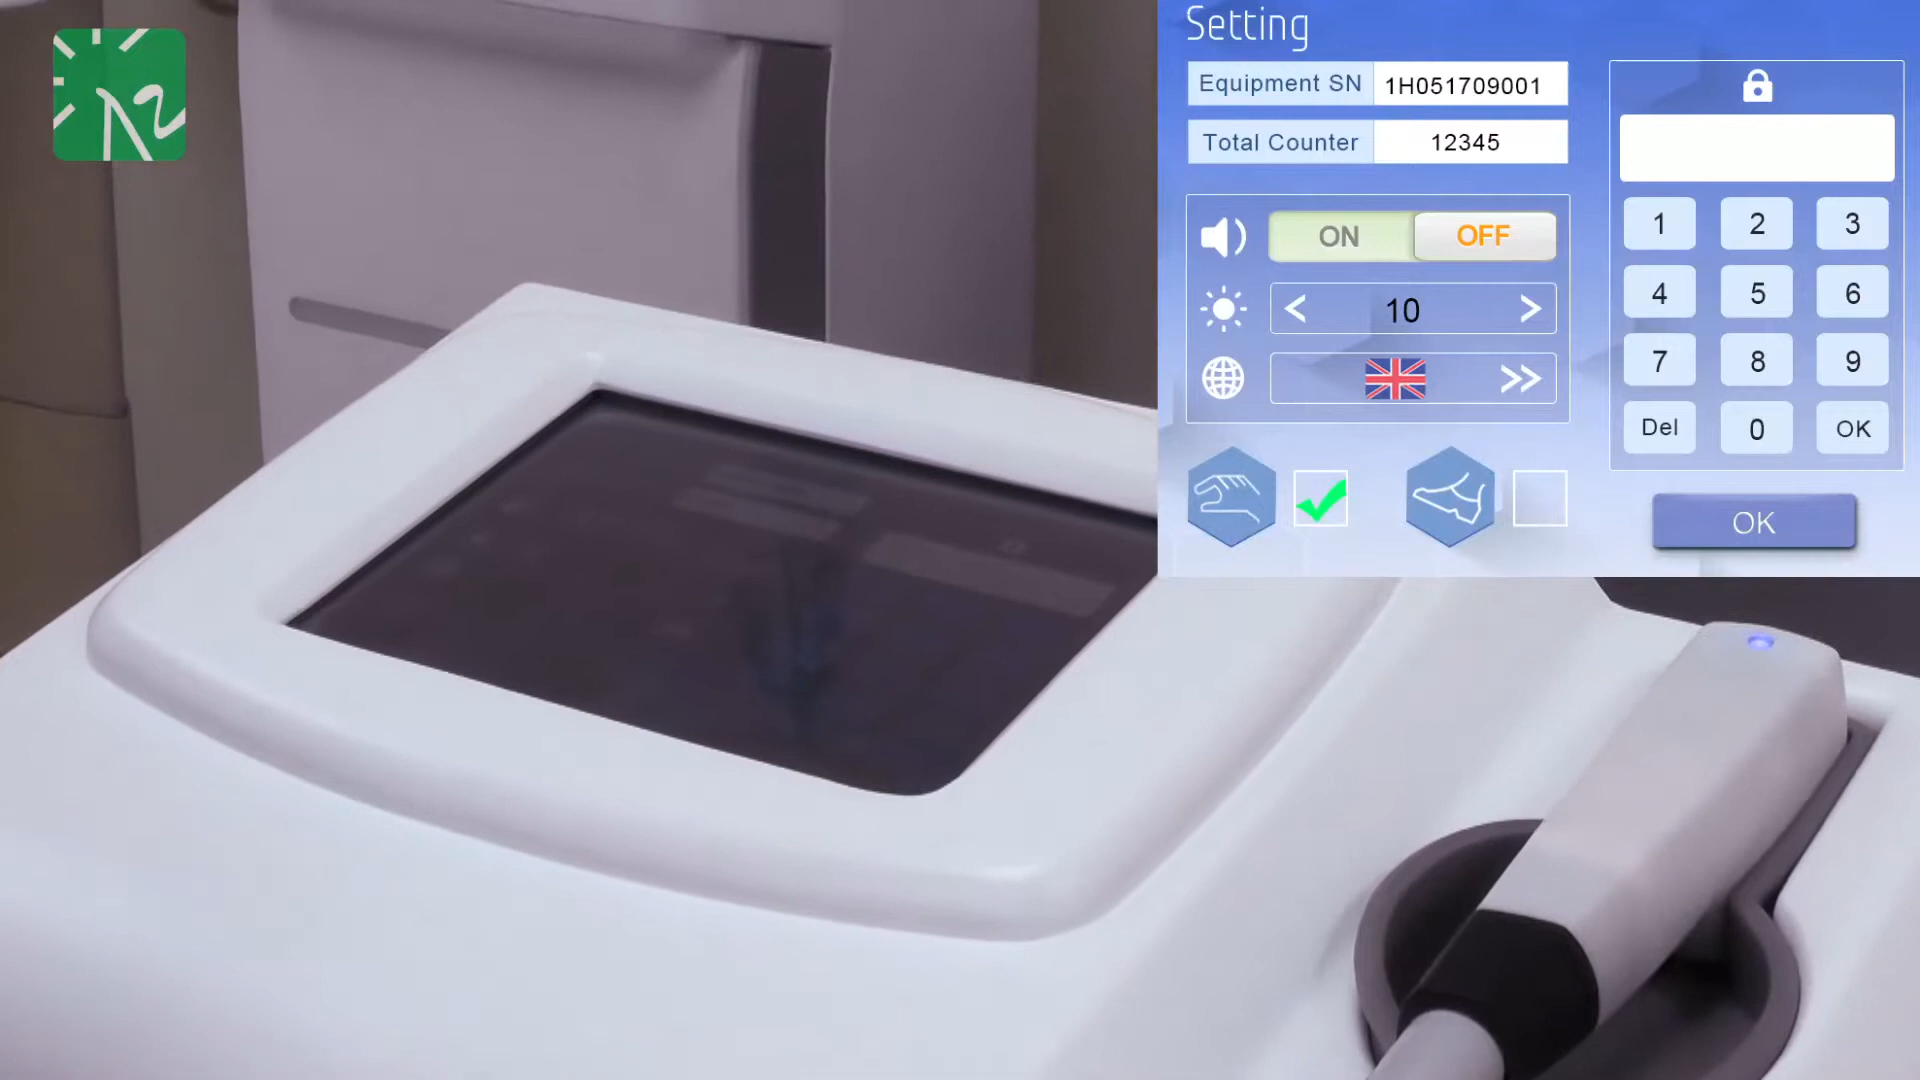 Setting
Equipment SN 1H051709001
Total Counter 12345
ON OFF
< 10 >
>>
1 2 3
4 5 6
7 8 9
Del 0 OK
OK